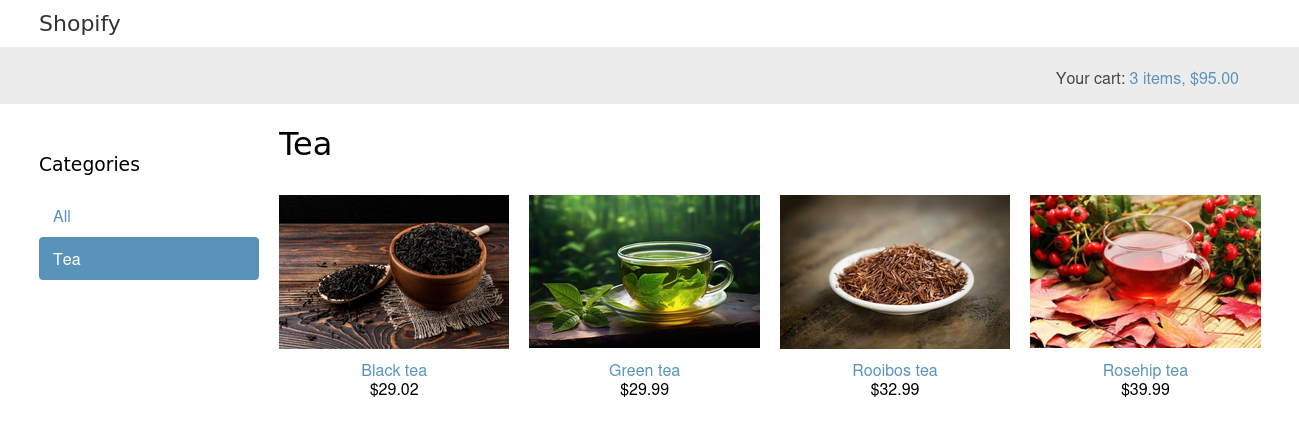 Shopify
Your cart: 3 items, $95.00
Categories
All
Tea
Tea
Black tea
$29.02
Green tea
$29.99
Rooibos tea
$32.99
Rosehip tea
$39.99